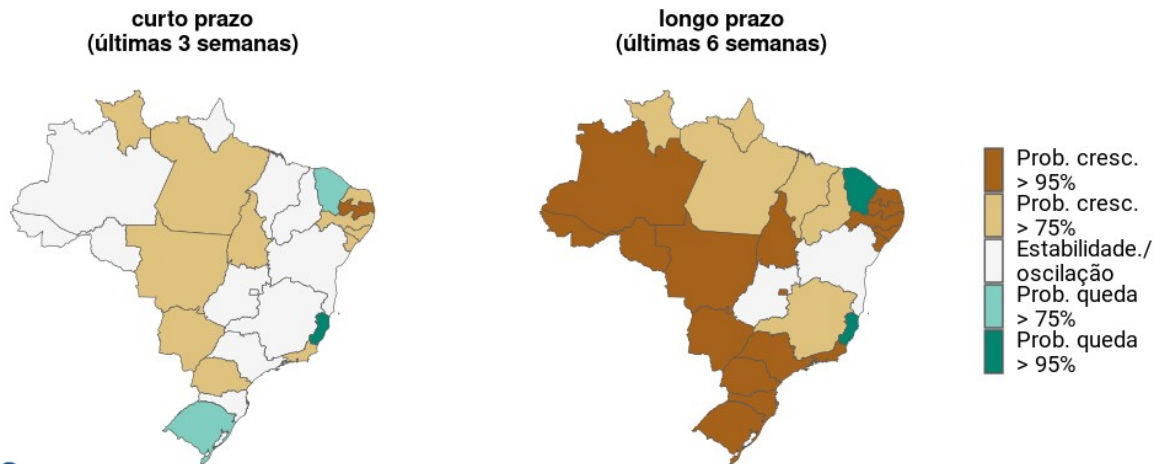 curto prazo
(últimas 3 semanas)
longo prazo
(últimas 6 semanas)
Prob. cresc.
> 95%
Prob. cresc.
> 75%
Estabilidade./
oscilação
Prob. queda
> 75%
Prob. queda
> 95%